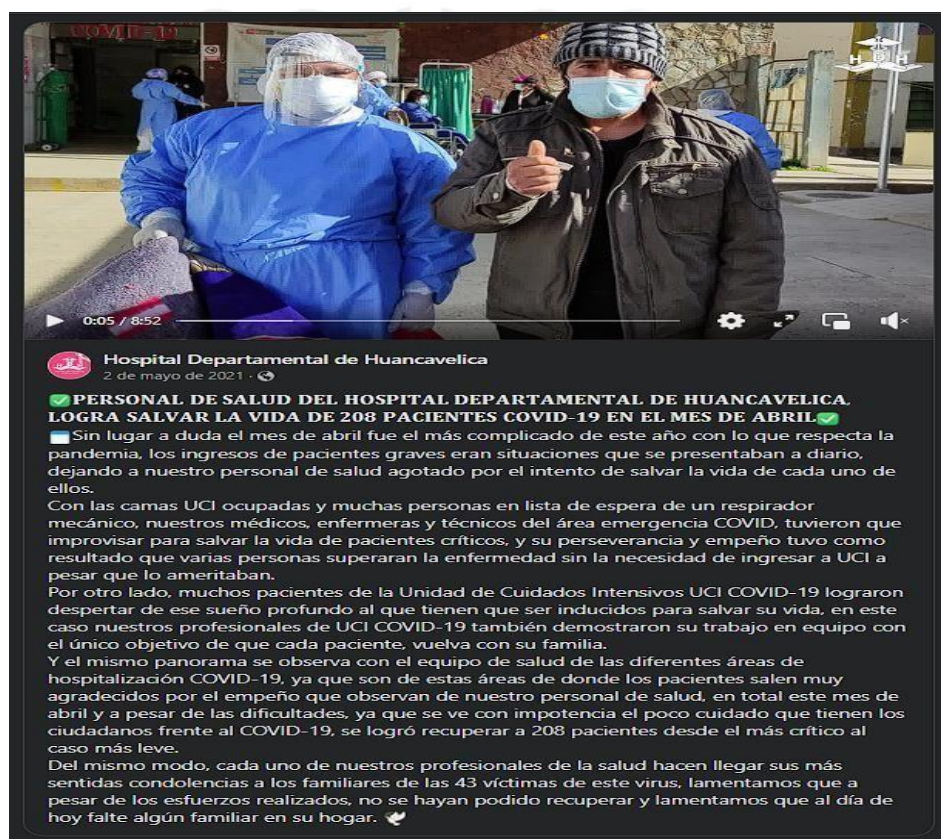 COVID-19
H D H
0:05 / 8:52
Hospital Departamental de Huancavelica
2 de mayo de 2021 ·
✅PERSONAL DE SALUD DEL HOSPITAL DEPARTAMENTAL DE HUANCAVELICA,
LOGRA SALVAR LA VIDA DE 208 PACIENTES COVID-19 EN EL MES DE ABRIL✅
Sin lugar a duda el mes de abril fue el más complicado de este año con lo que respecta la
pandemia, los ingresos de pacientes graves eran situaciones que se presentaban a diario,
dejando a nuestro personal de salud agotado por el intento de salvar la vida de cada uno de
ellos.
Con las camas UCI ocupadas y muchas personas en lista de espera de un respirador
mecánico, nuestros médicos, enfermeras y técnicos del área emergencia COVID, tuvieron que
improvisar para salvar la vida de pacientes críticos, y su perseverancia y empeño tuvo como
resultado que varias personas superaran la enfermedad sin la necesidad de ingresar a UCI a
pesar que lo ameritaban.
Por otro lado, muchos pacientes de la Unidad de Cuidados Intensivos UCI COVID-19 lograron
despertar de ese sueño profundo al que tienen que ser inducidos para salvar su vida, en este
caso nuestros profesionales de UCI COVID-19 también demostraron su trabajo en equipo con
el único objetivo de que cada paciente, vuelva con su familia.
Y el mismo panorama se observa con el equipo de salud de las diferentes áreas de
hospitalización COVID-19, ya que son de estas áreas de donde los pacientes salen muy
agradecidos por el empeño que observan de nuestro personal de salud, en total este mes de
abril y a pesar de las dificultades, ya que se ve con impotencia el poco cuidado que tienen los
ciudadanos frente al COVID-19, se logró recuperar a 208 pacientes desde el más crítico al
caso más leve.
Del mismo modo, cada uno de nuestros profesionales de la salud hacen llegar sus más
sentidas condolencias a los familiares de las 43 víctimas de este virus, lamentamos que a
pesar de los esfuerzos realizados, no se hayan podido recuperar y lamentamos que al día de
hoy falte algún familiar en su hogar. 🕊